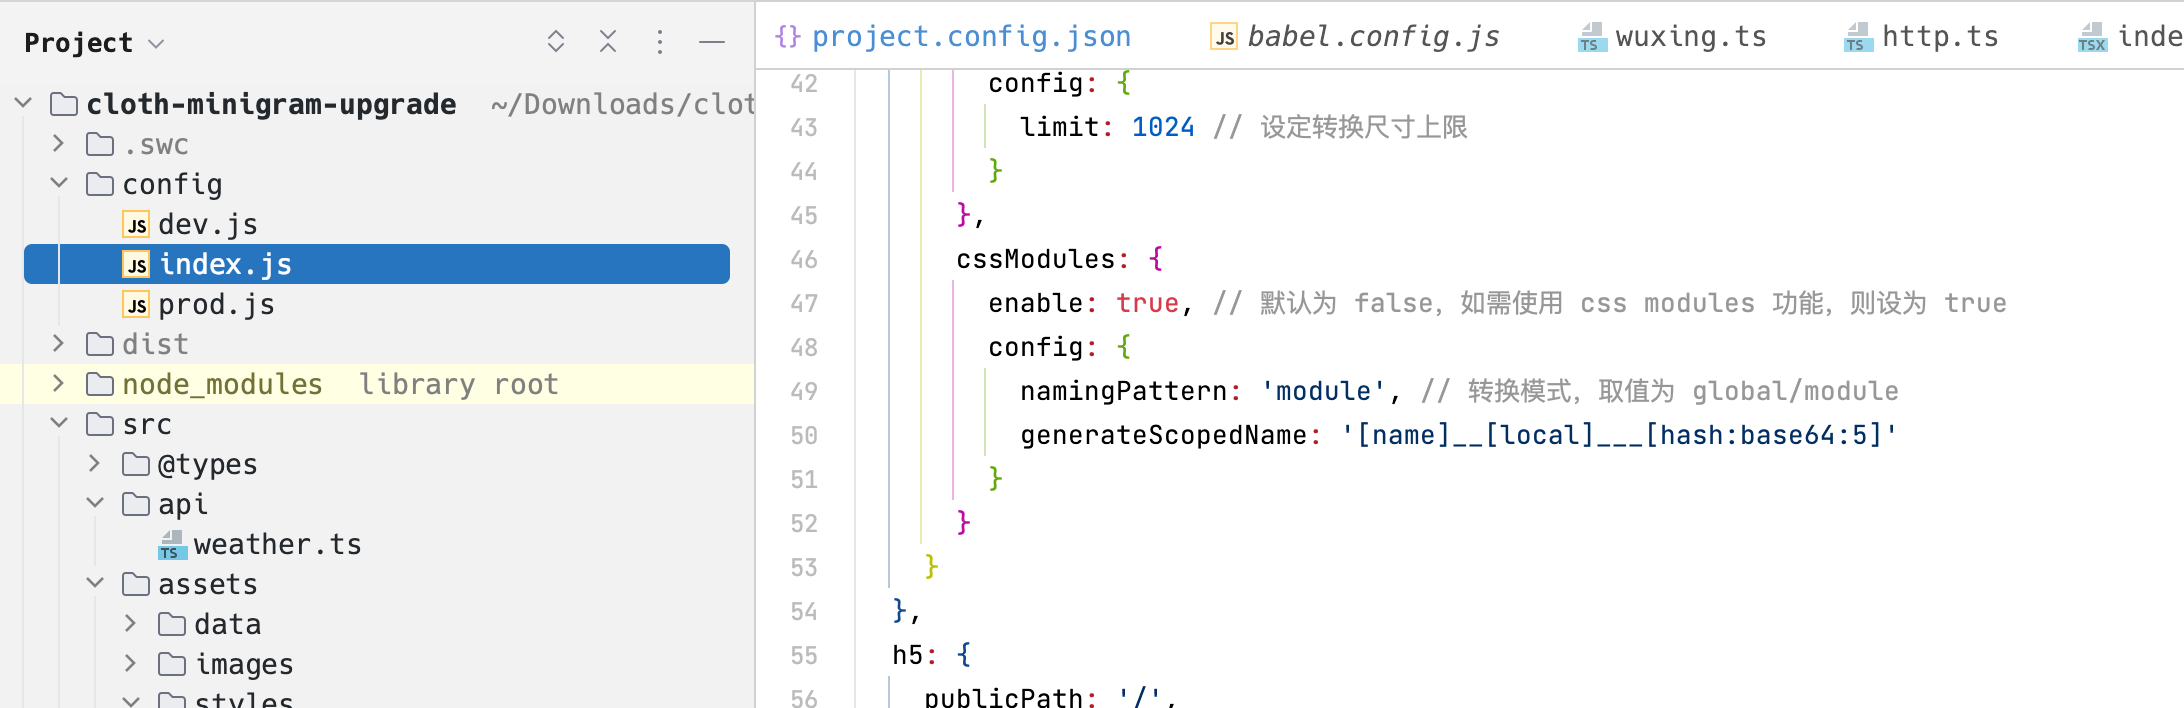 Project
cloth-minigram-upgrade ~/Downloads/clot
.swc
config
JS dev.js
JS index.js
JS prod.js
dist
node_modules library root
src
@types
api
TS weather.ts
assets
data
images
styles
{} project.config.json
JS babel.config.js
TS wuxing.ts
TS http.ts
TSX inde
42 config: {
43 limit: 1024 // 设定转换尺寸上限
44 }
45 },
46 cssModules: {
47 enable: true, // 默认为 false，如需使用 css modules 功能，则设为 true
48 config: {
49 namingPattern: 'module', // 转换模式，取值为 global/module
50 generateScopedName: '[name]__[local]___[hash:base64:5]'
51 }
52 }
53 }
54 },
55 h5: {
56 publicPath: '/',